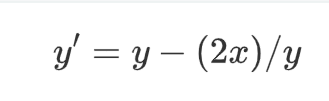 y′ = y − (2x)/y